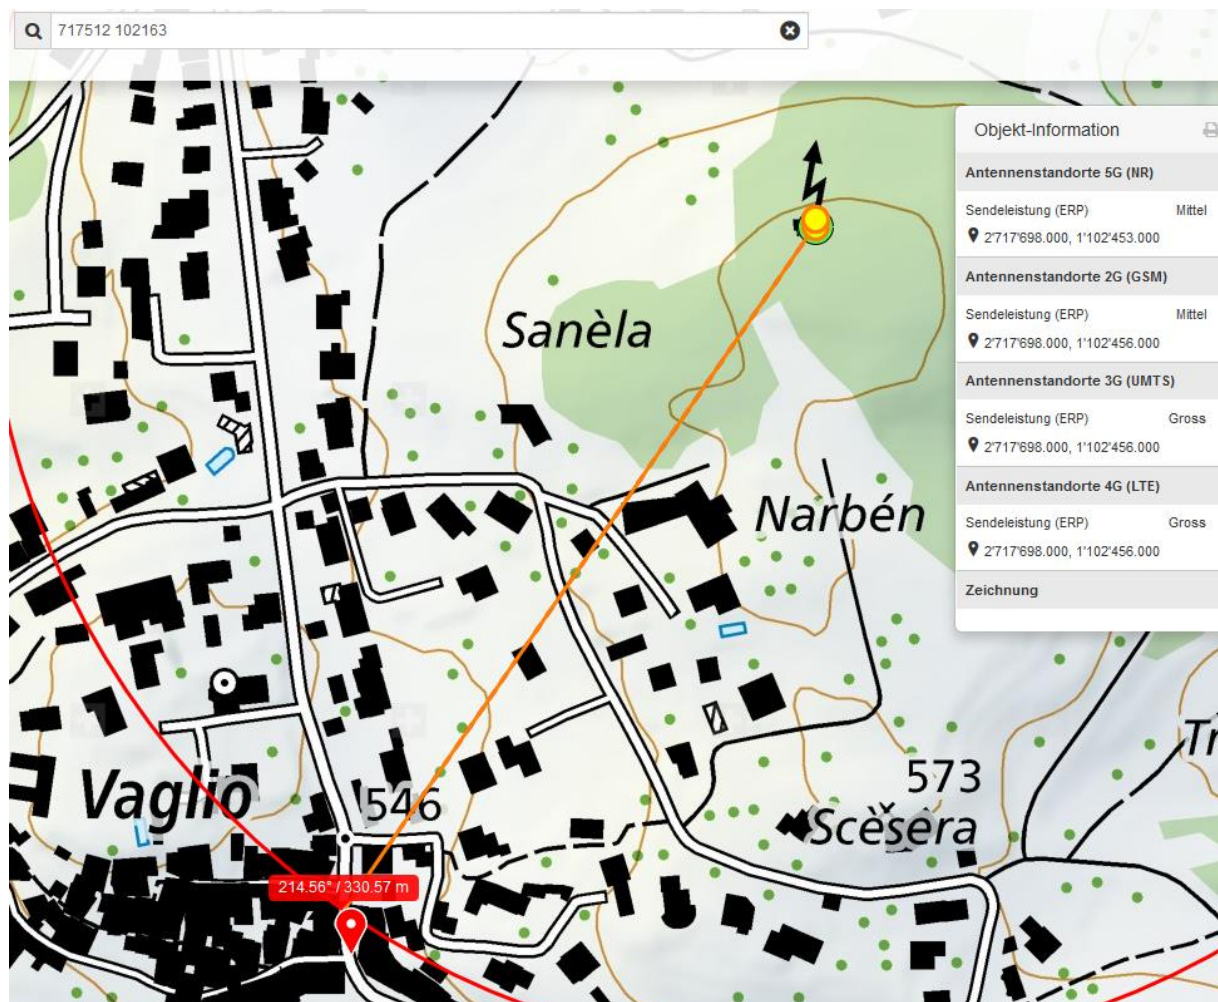 717512 102163
Objekt-Information
Antennenstandorte 5G (NR)
Sendeleistung (ERP) Mittel
2'717'698.000, 1'102'453.000
Antennenstandorte 2G (GSM)
Sendeleistung (ERP) Mittel
2'717'698.000, 1'102'456.000
Antennenstandorte 3G (UMTS)
Sendeleistung (ERP) Gross
2'717'698.000, 1'102'456.000
Antennenstandorte 4G (LTE)
Sendeleistung (ERP) Gross
2'717'698.000, 1'102'456.000
Zeichnung
Sanèla
Narbén
Vaglio
546
573
Scĕsèra
214.56° / 330.57 m